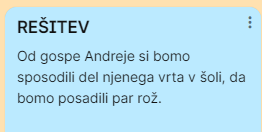 REŠITEV
Od gospe Andreje si bomo
sposodili del njenega vrta v šoli, da
bomo posadili par rož.